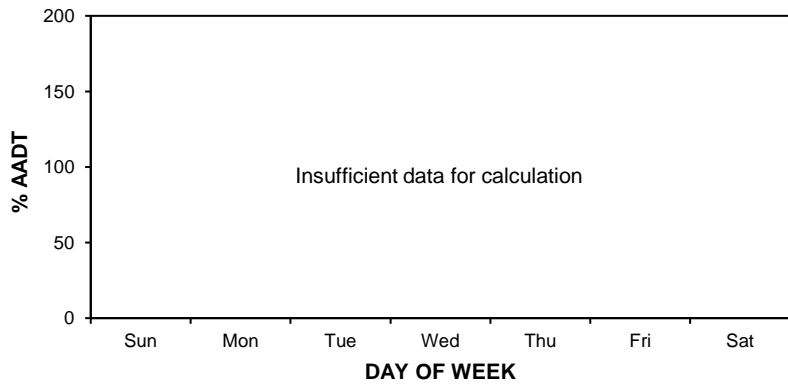 200
150
100
50
0
% AADT
Insufficient data for calculation
Sun Mon Tue Wed Thu Fri Sat
DAY OF WEEK